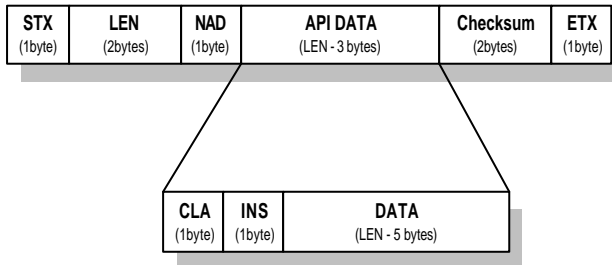 STX LEN NAD API DATA Checksum ETX
(1byte) (2bytes) (1byte) (LEN - 3 bytes) (2bytes) (1byte)
CLA INS DATA
(1byte) (1byte) (LEN - 5 bytes)